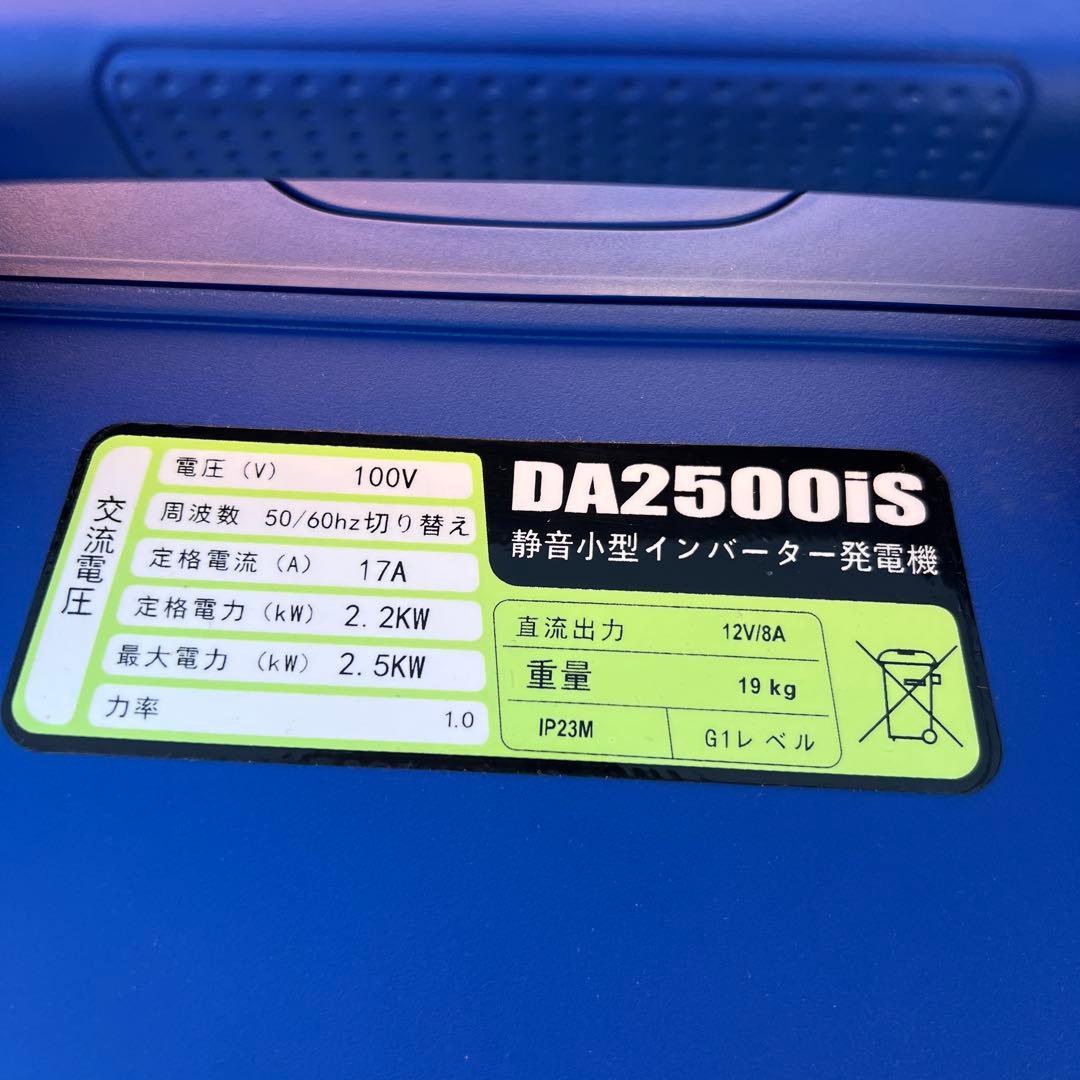 交流電圧
電圧 (V) 100V
周波数 50/60hz切り替え
定格電流 (A) 17A
定格電力 (kW) 2.2KW
最大電力 (kW) 2.5KW
力率 1.0
DA2500iS
静音小型インバーター発電機
直流出力 12V/8A
重量 19 kg
IP23M G1レベル